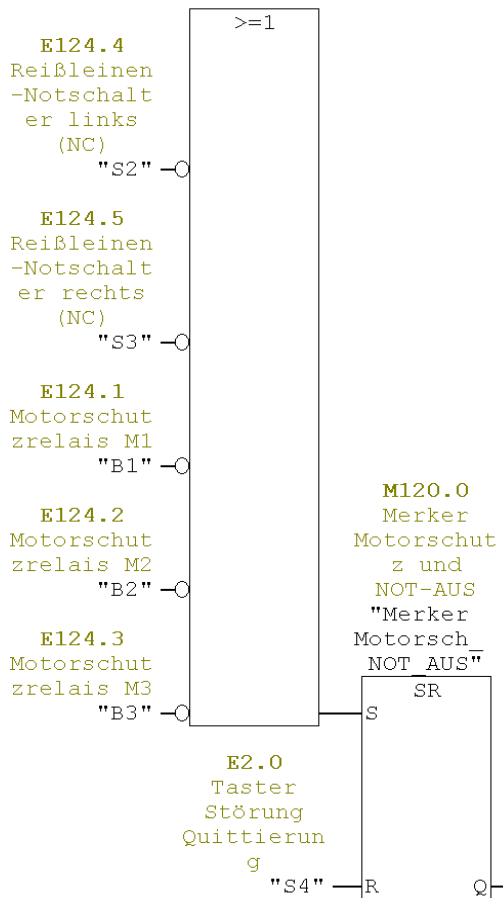 >=1
E124.4
Reißleinen
-Notschalt
er links
(NC)
"S2"
E124.5
Reißleinen
-Notschalt
er rechts
(NC)
"S3"
E124.1
Motorschut
zrelais M1
"B1"
E124.2
Motorschut
zrelais M2
"B2"
E124.3
Motorschut
zrelais M3
"B3"
M120.0
Merker
Motorschut
z und
NOT-AUS
"Merker
Motorsch_
NOT_AUS"
SR
S
E2.0
Taster
Störung
Quittierun
g
"S4"
R
Q